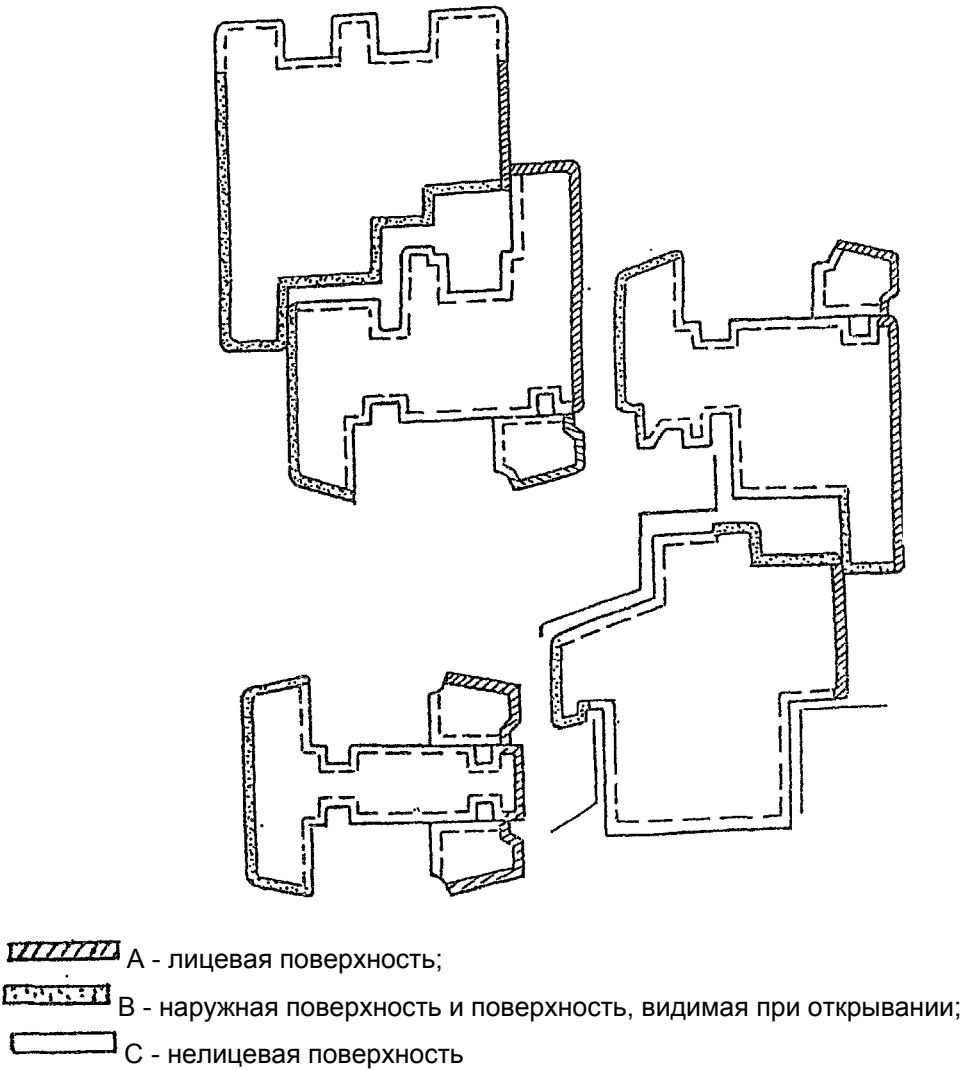 А - лицевая поверхность;
В - наружная поверхность и поверхность, видимая при открывании;
С - нелицевая поверхность